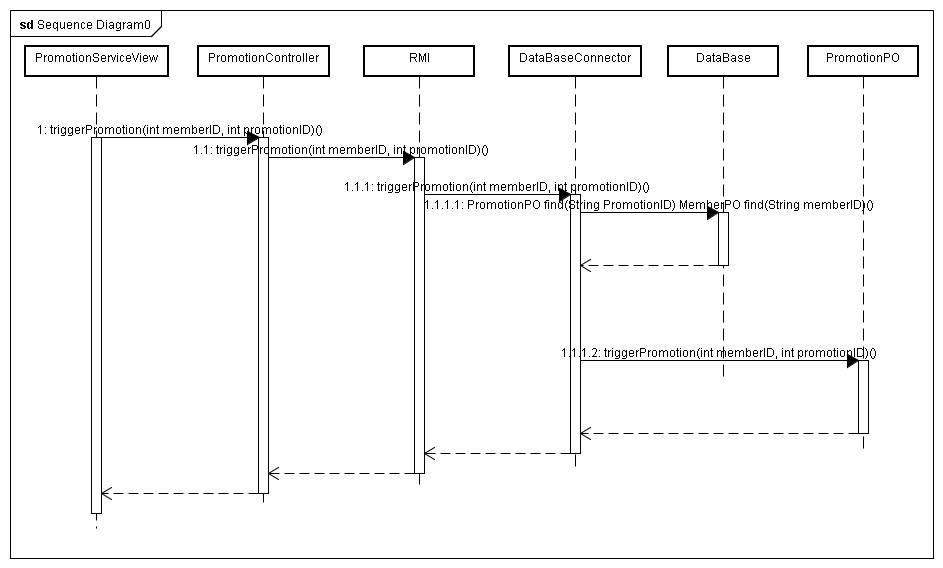 sd Sequence Diagram0
PromotionServiceView
PromotionController
RMI
DataBaseConnector
DataBase
PromotionPO
1: triggerPromotion(int memberID, int promotionID)()
1.1: triggerPromotion(int memberID, int promotionID)()
1.1.1: triggerPromotion(int memberID, int promotionID)()
1.1.1.1: PromotionPO find(String PromotionID) MemberPO find(String memberID)()
1.1.1.2: triggerPromotion(int memberID, int promotionID)()